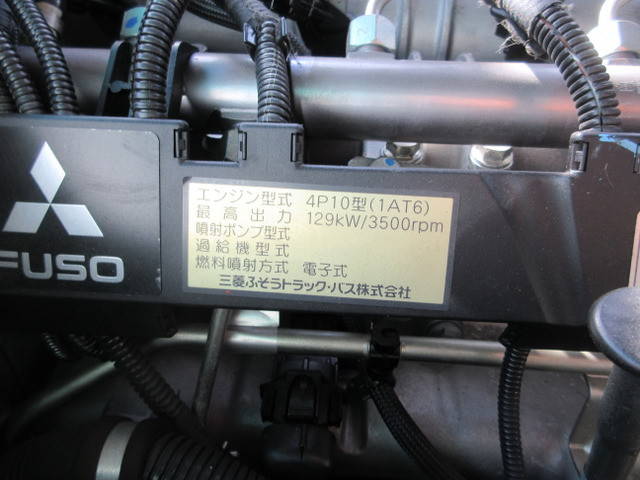 FUSO
エンジン型式 4P10型(1AT6)
最高出力 129kW/3500rpm
噴射ポンプ型式
過給機型式
燃料噴射方式 電子式
三菱ふそうトラック・バス株式会社